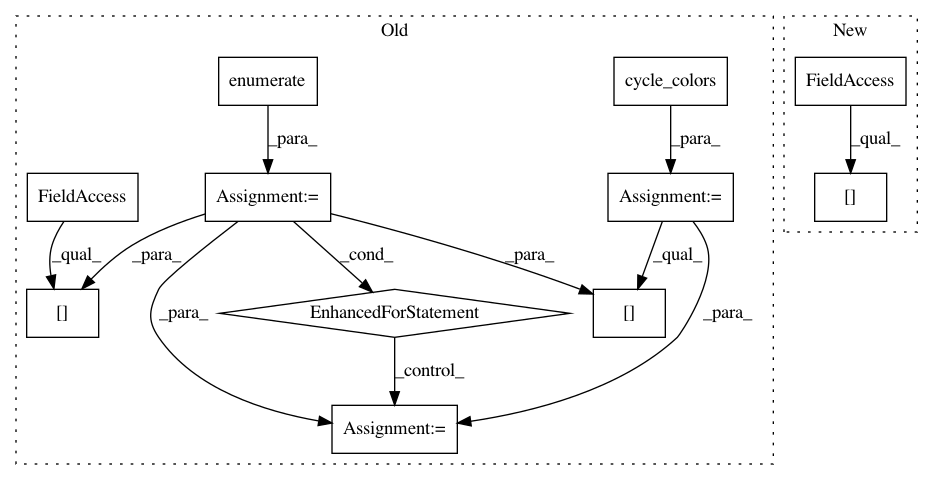 Old
New
enumerate
cycle_colors
FieldAccess
_para_
_para_
_qual_
FieldAccess
Assignment:=
Assignment:=
[]
_qual_
_para_
_cond_
_para_
_qual_
[]
EnhancedForStatement
[]
_para_
_para_
_control_
Assignment:=